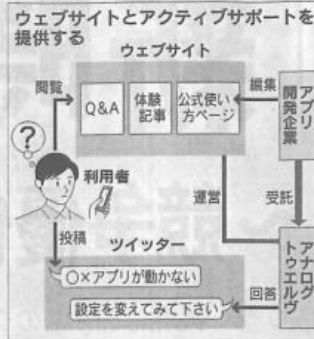 ウェブサイトとアクティブサポートを
提供する
ウェブサイト
閲覧
Q&A
体験
記事
公式使い
方ページ
編集
アプリ
開発企業
?
利用者
運営
受託
投稿
ツイッター
○×アプリが動かない
設定を変えてみて下さい
回答
アナログ
トゥエルヴ